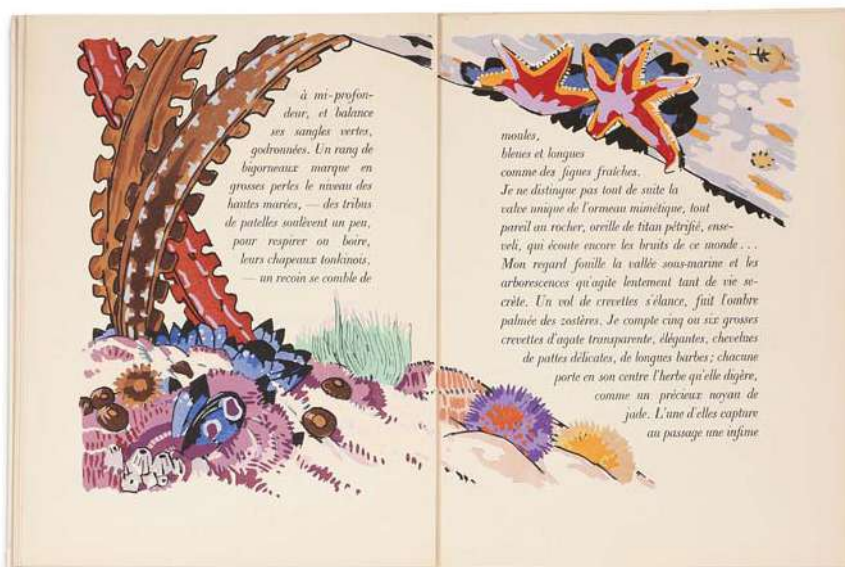 à mi-profon-
deur, et balance
ses sangles vertes,
godronnées. Un rang de
bigorneaux marque en
grosses perles le niveau des
hautes marées, — des tribus
de patelles soulèvent un peu,
pour respirer ou boire,
leurs chapeaux tonkinois,
— un recoin se comble de
moules,
bleues et longues
comme des figues fraîches.
Je ne distingue pas tout de suite la
valve unique de l'ormeau mimétique, tout
pareil au rocher, oreille de titan pétrifié, ense-
veli, qui écoute encore les bruits de ce monde . . .
Mon regard fouille la vallée sous-marine et les
arborescences qu'agite lentement tant de vie se-
crète. Un vol de crevettes s'élance, fuit l'ombre
palmée des zostères. Je compte cinq ou six grosses
crevettes d'agate transparente, élégantes, chevelues
de pattes délicates, de longues barbes ; chacune
porte en son centre l'herbe qu'elle digère,
comme un précieux noyau de
jade. L'une d'elles capture
au passage une infime